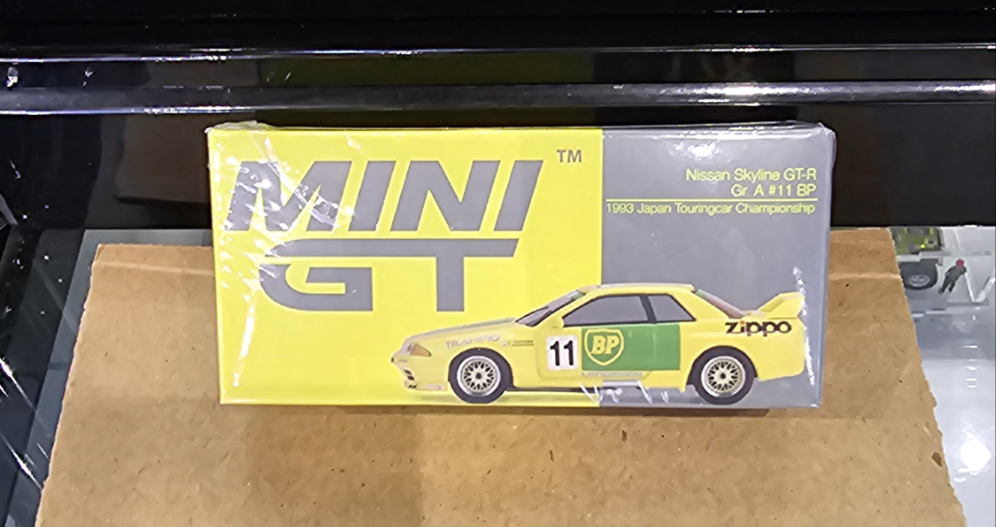 MINI
GT
TM
Nissan Skyline GT-R
Gr. A #11 BP
1993 Japan Touringcar Championship
zippo
11
BP